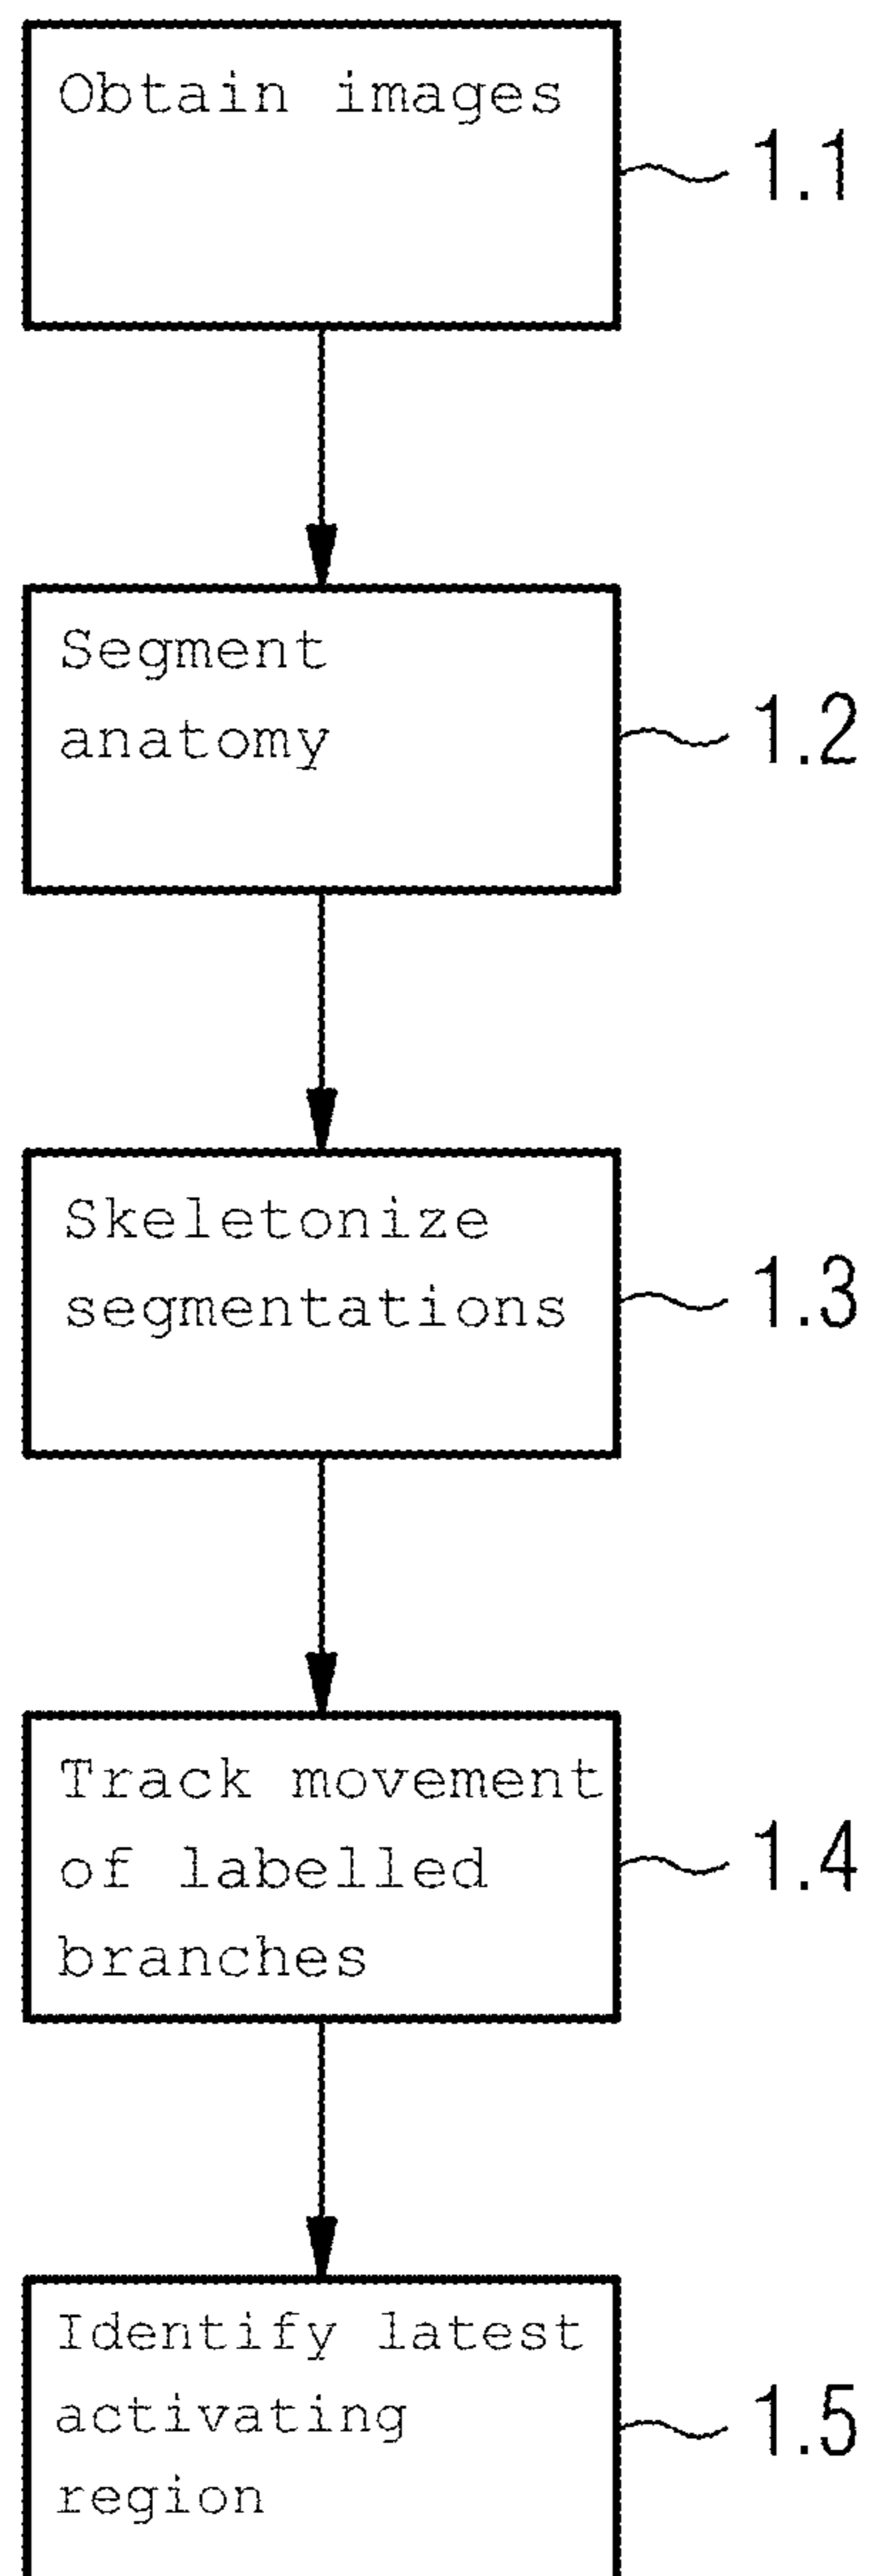 Obtain images
1.1
Segment
anatomy
1.2
Skeletonize
segmentations
1.3
Track movement
of labelled
branches
1.4
Identify latest
activating
region
1.5